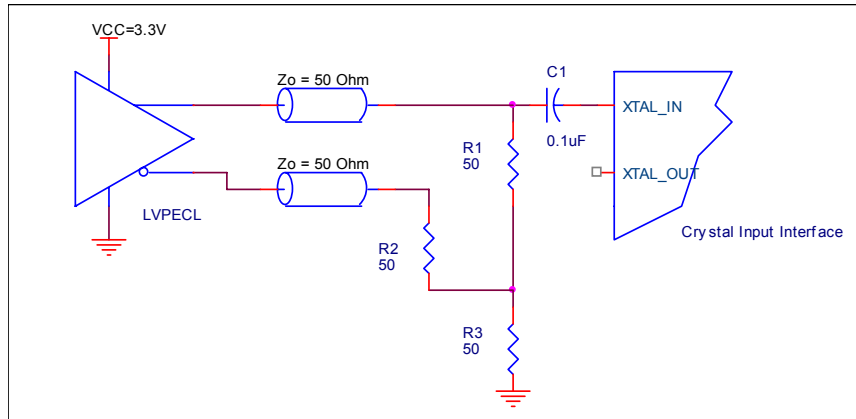 VCC=3.3V
Zo = 50 Ohm
C1
XTAL_IN
R1
50
0.1uF
Zo = 50 Ohm
XTAL_OUT
LVPECL
Crystal Input Interface
R2
50
R3
50